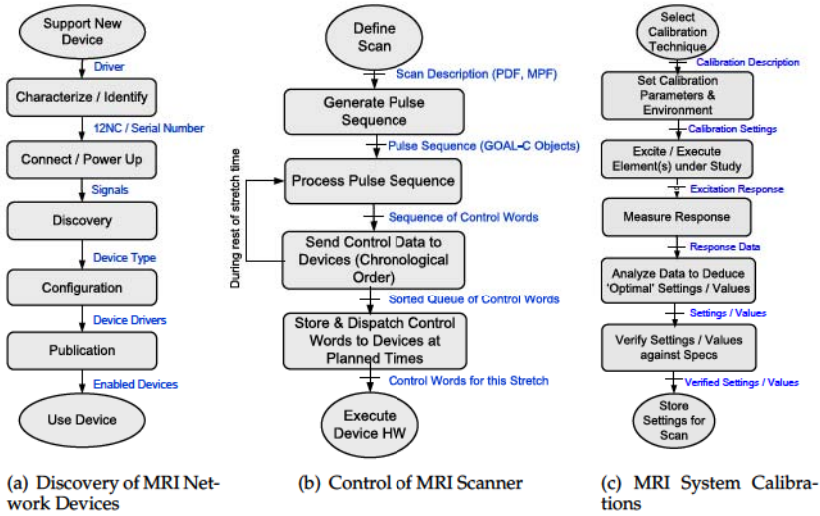 Support New
Device
Driver
Characterize / Identify
12NC / Serial Number
Connect / Power Up
Signals
Discovery
Device Type
Configuration
Device Drivers
Publication
Enabled Devices
Use Device
(a) Discovery of MRI Net-
work Devices
Define
Scan
Scan Description (PDF, MPF)
Generate Pulse
Sequence
Pulse Sequence (GOAL-C Objects)
Process Pulse Sequence
Sequence of Control Words
During rest of stretch time
Send Control Data to
Devices (Chronological
Order)
Sorted Queue of Control Words
Store & Dispatch Control
Words to Devices at
Planned Times
Control Words for this Stretch
Execute
Device HW
(b) Control of MRI Scanner
Select
Calibration
Technique
Calibration Description
Set Calibration
Parameters &
Environment
Calibration Settings
Excite / Execute
Element(s) under Study
Excitation Response
Measure Response
Response Data
Analyze Data to Deduce
'Optimal' Settings / Values
Settings / Values
Verify Settings / Values
against Specs
Verified Settings / Values
Store
Settings for
Scan
(c) MRI System Calibra-
tions